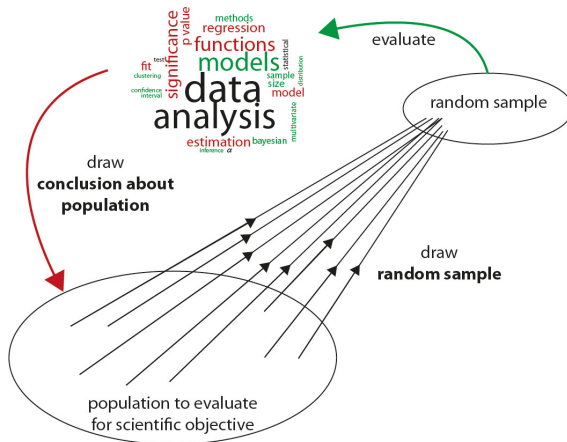 methods
regression
p value
significance
functions
statistical
models
test
fit
clustering
distribution
sample
size
model
data
confidence
interval
analysis
multivariate
estimation
bayesian
inference
α
evaluate
random sample
draw
conclusion about
population
draw
random sample
population to evaluate
for scientific objective